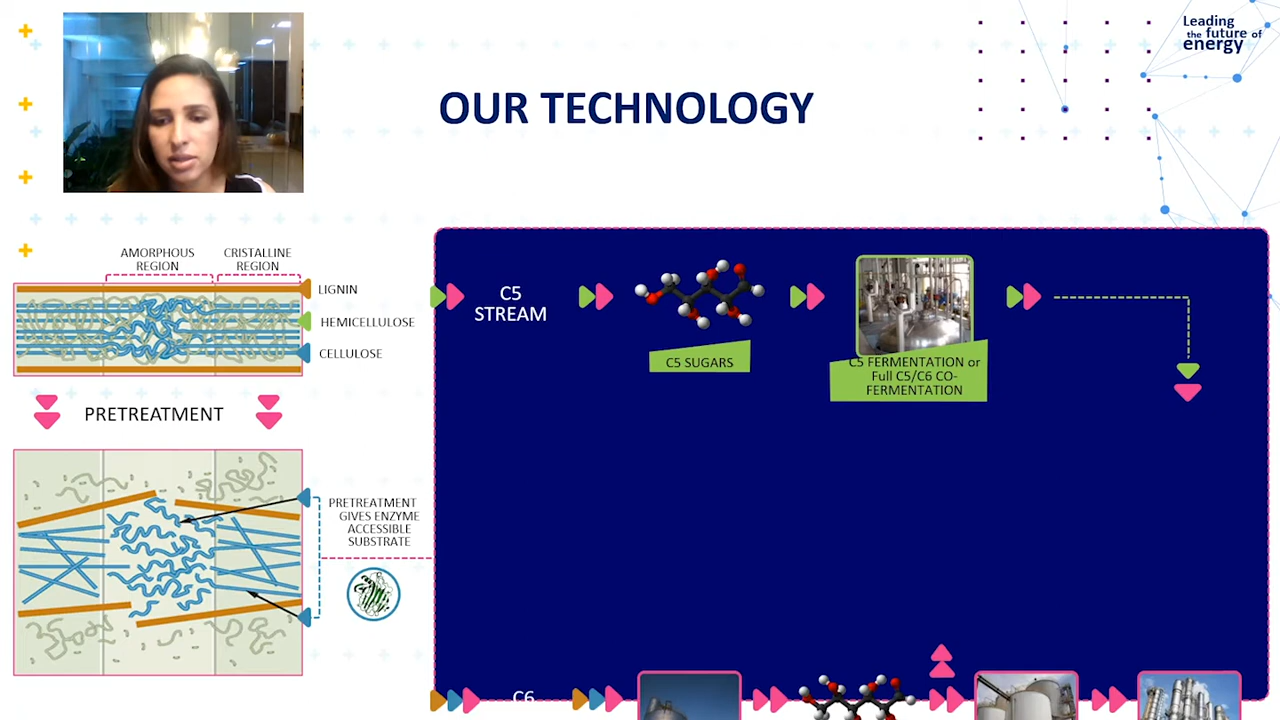 Leading
the future of
energy
OUR TECHNOLOGY
AMORPHOUS
REGION
CRISTALLINE
REGION
LIGNIN
HEMICELLULOSE
CELLULOSE
PRETREATMENT
PRETREATMENT
GIVES ENZYME
ACCESSIBLE
SUBSTRATE
C5
STREAM
C5 SUGARS
C5 FERMENTATION or
Full C5/C6 CO-
FERMENTATION
C6